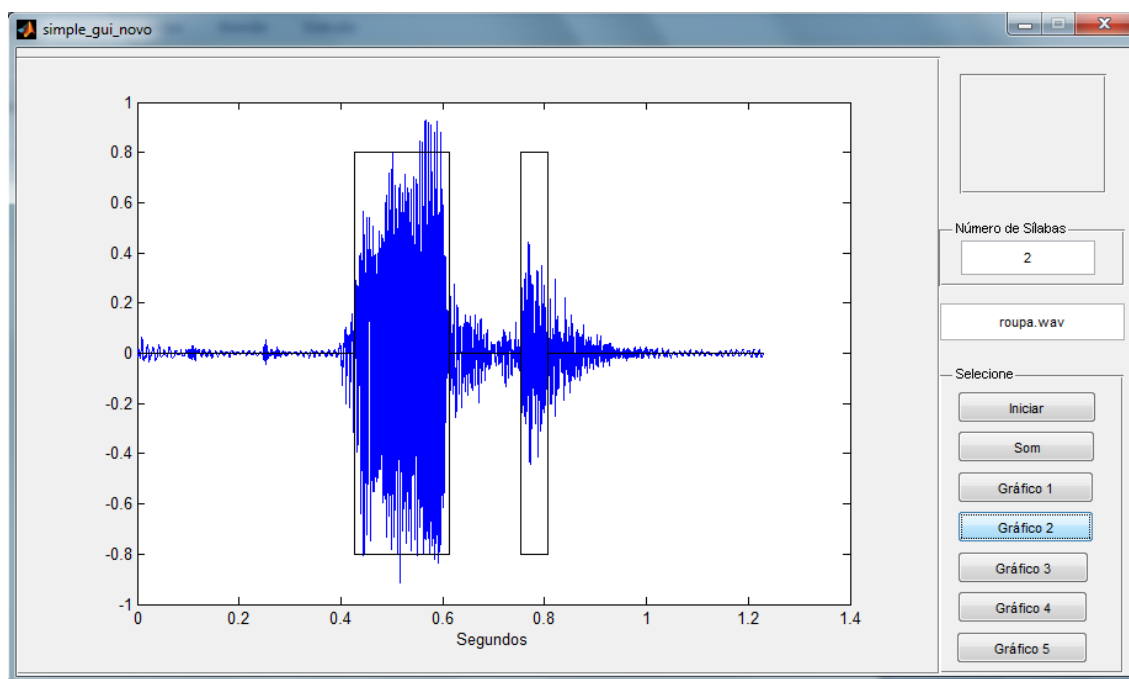 simple_gui_novo
1
0.8
0.6
0.4
0.2
0
-0.2
-0.4
-0.6
-0.8
-1
0 0.2 0.4 0.6 0.8 1 1.2 1.4
Segundos
Número de Sílabas
2
roupa.wav
Selecione
Iniciar
Som
Gráfico 1
Gráfico 2
Gráfico 3
Gráfico 4
Gráfico 5